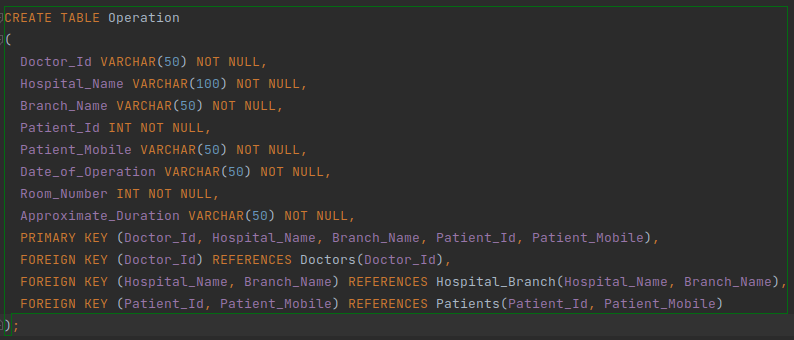 CREATE TABLE Operation
(
Doctor_Id VARCHAR(50) NOT NULL,
Hospital_Name VARCHAR(100) NOT NULL,
Branch_Name VARCHAR(50) NOT NULL,
Patient_Id INT NOT NULL,
Patient_Mobile VARCHAR(50) NOT NULL,
Date_of_Operation VARCHAR(50) NOT NULL,
Room_Number INT NOT NULL,
Approximate_Duration VARCHAR(50) NOT NULL,
PRIMARY KEY (Doctor_Id, Hospital_Name, Branch_Name, Patient_Id, Patient_Mobile),
FOREIGN KEY (Doctor_Id) REFERENCES Doctors(Doctor_Id),
FOREIGN KEY (Hospital_Name, Branch_Name) REFERENCES Hospital_Branch(Hospital_Name, Branch_Name),
FOREIGN KEY (Patient_Id, Patient_Mobile) REFERENCES Patients(Patient_Id, Patient_Mobile)
);